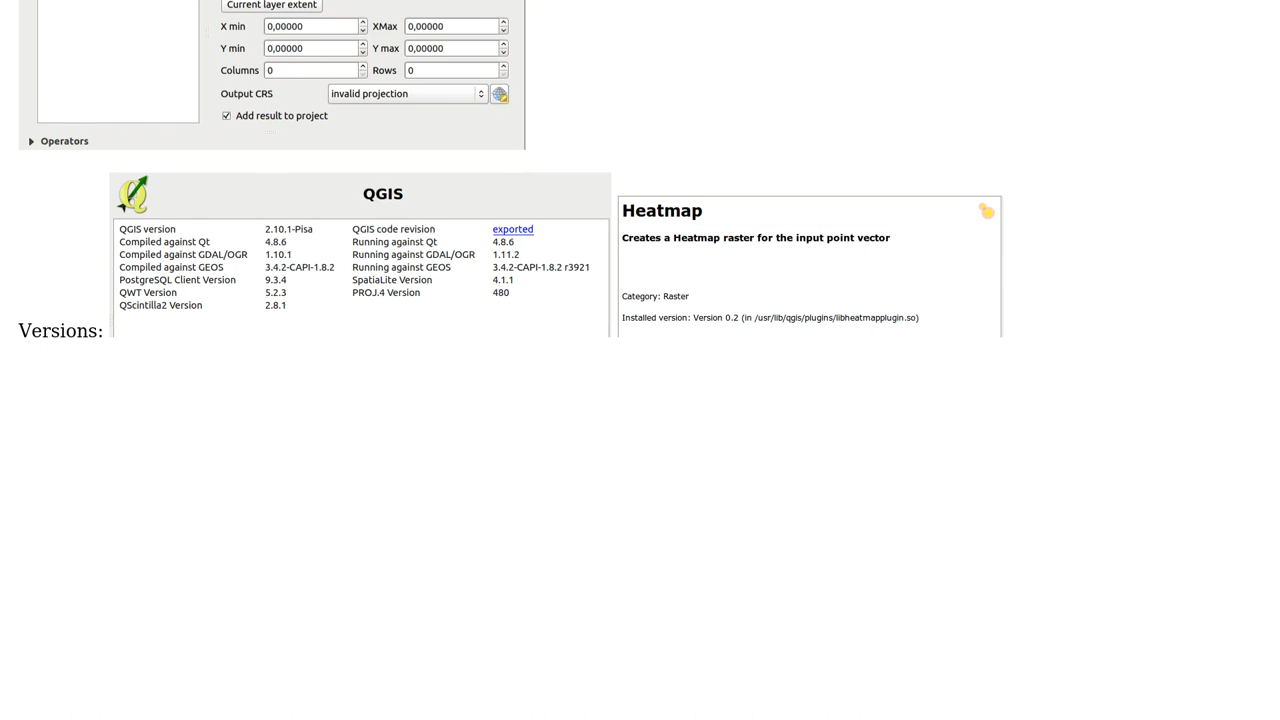 Current layer extent
X min 0,00000 XMax 0,00000
Y min 0,00000 Y max 0,00000
Columns 0 Rows 0
Output CRS invalid projection
Add result to project
Operators
QGIS
QGIS version 2.10.1-Pisa QGIS code revision exported
Compiled against Qt 4.8.6 Running against Qt 4.8.6
Compiled against GDAL/OGR 1.10.1 Running against GDAL/OGR 1.11.2
Compiled against GEOS 3.4.2-CAPI-1.8.2 Running against GEOS 3.4.2-CAPI-1.8.2 r3921
PostgreSQL Client Version 9.3.4 SpatiaLite Version 4.1.1
QWT Version 5.2.3 PROJ.4 Version 480
QScintilla2 Version 2.8.1
Heatmap
Creates a Heatmap raster for the input point vector
Category: Raster
Installed version: Version 0.2 (in /usr/lib/qgis/plugins/libheatmapplugin.so)
Versions: